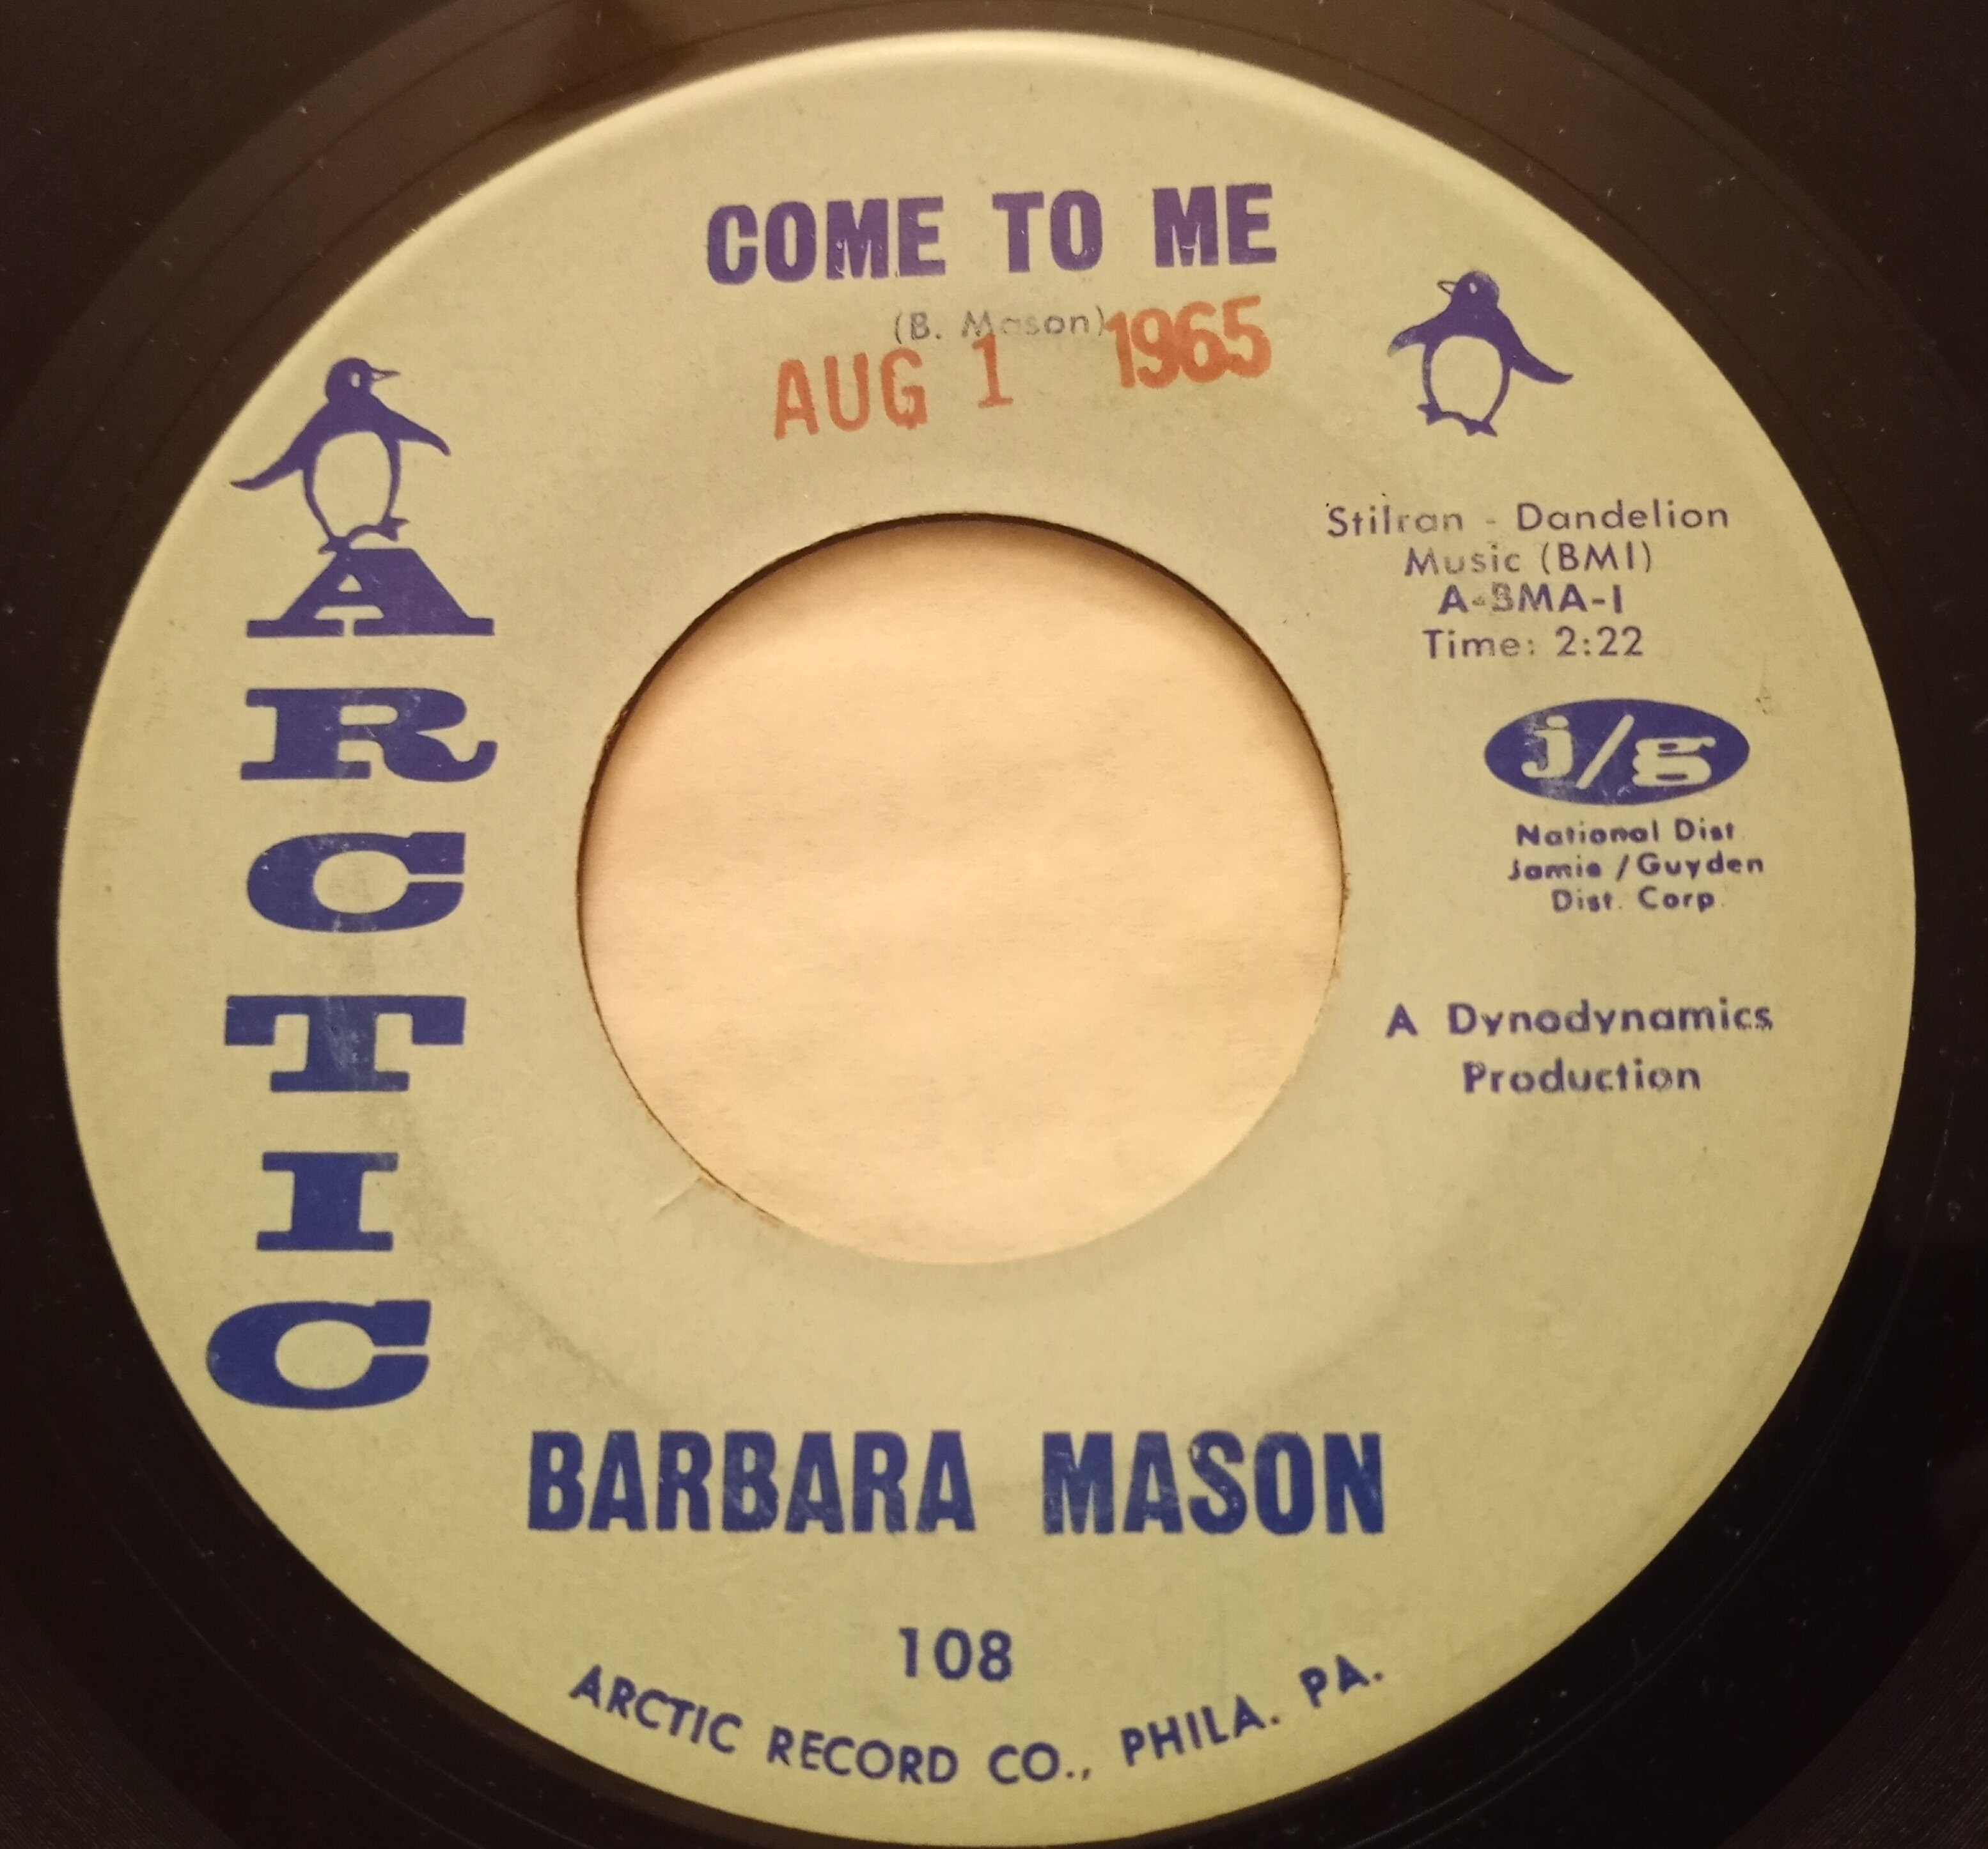 COME TO ME
(B. Mason)
AUG 1 1965
ARCTIC
Stilran - Dandelion
Music (BMI)
A-BMA-1
Time: 2:22
j/g
National Dist.
Jamie / Guyden
Dist. Corp.
A Dynodynamics
Production
BARBARA MASON
108
ARCTIC RECORD CO., PHILA. PA.